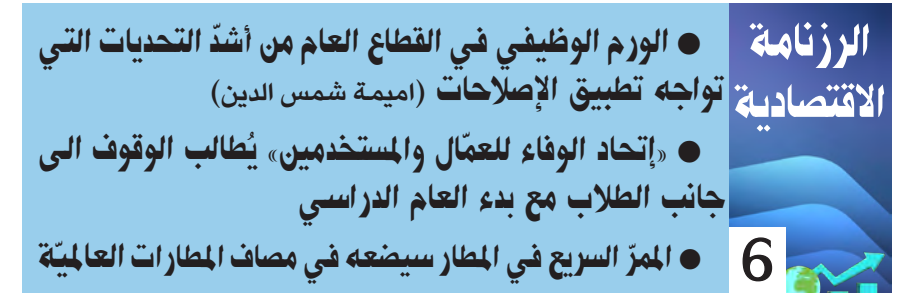 الرزنامة
الاقتصادية
● الورم الوظيفي في القطاع العام من أشدّ التحديات التي
تواجه تطبيق الإصلاحات (اميمة شمس الدين)
● «إتحاد الوفاء للعمّال والمستخدمين» يُطالب الوقوف الى
جانب الطلاب مع بدء العام الدراسي
● الممرّ السريع في المطار سيضعه في مصاف المطارات العالميّة
6